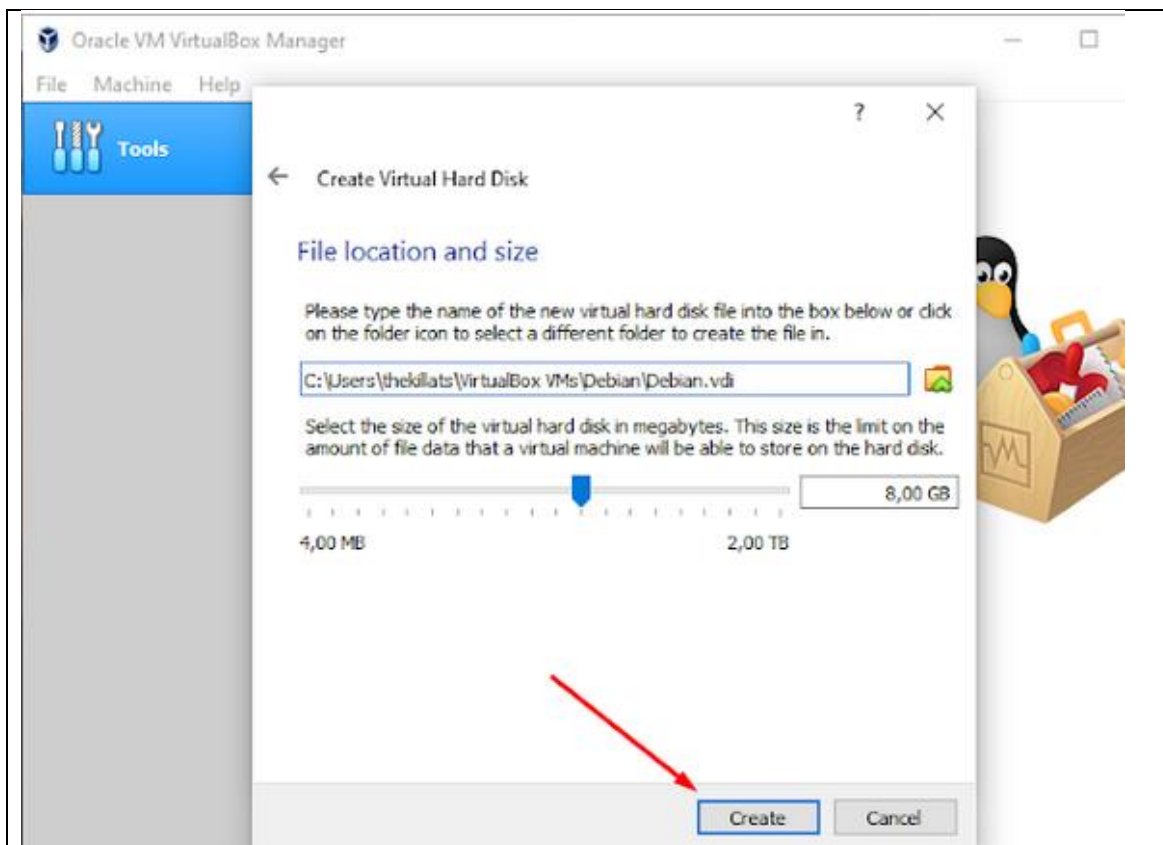 Oracle VM VirtualBox Manager
File Machine Help
Tools
?
Create Virtual Hard Disk
File location and size
Please type the name of the new virtual hard disk file into the box below or click
on the folder icon to select a different folder to create the file in.
C:\Users\thekillats\VirtualBox VMs\Debian\Debian.vdi
Select the size of the virtual hard disk in megabytes. This size is the limit on the
amount of file data that a virtual machine will be able to store on the hard disk.
8,00 GB
4,00 MB 2,00 TB
Create Cancel